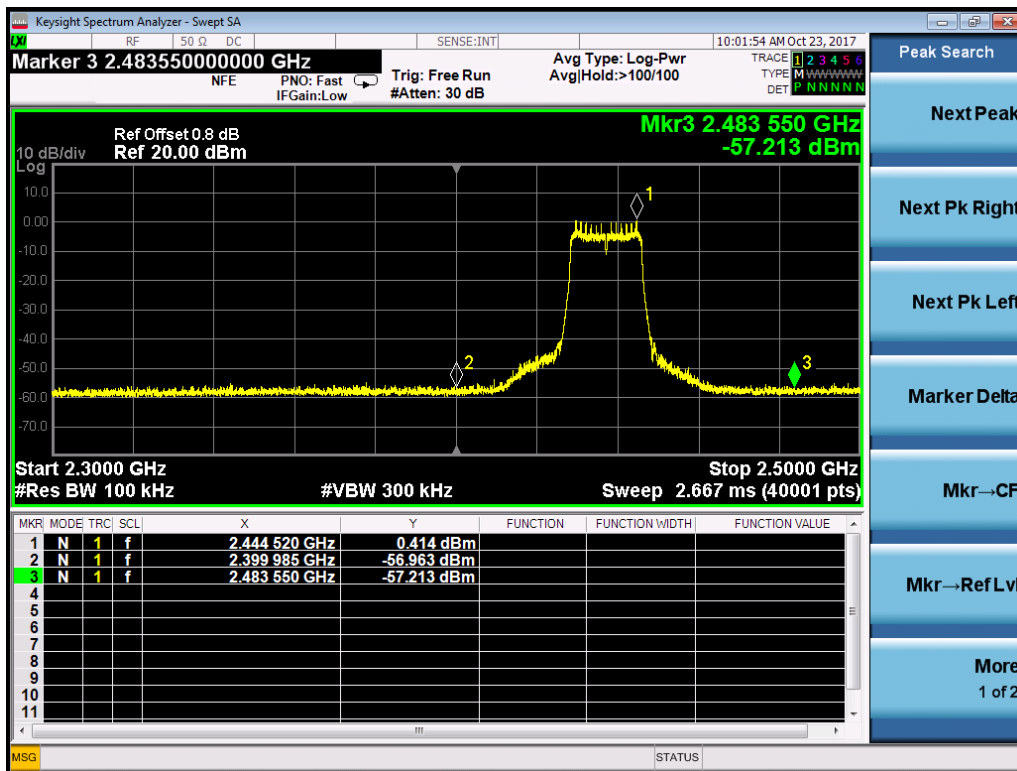 Keysight Spectrum Analyzer - Swept SA
LXI RF 50 Ω DC SENSE:INT 10:01:54 AM Oct 23, 2017
Marker 3 2.483550000000 GHz
NFE
PNO: Fast
IFGain:Low
Trig: Free Run
#Atten: 30 dB
Avg Type: Log-Pwr
Avg|Hold:>100/100
TRACE 1 2 3 4 5 6
TYPE M W W W W W
DET P N N N N N
Mkr3 2.483 550 GHz
-57.213 dBm
Ref Offset 0.8 dB
10 dB/div Ref 20.00 dBm
Log
10.0
0.00
-10.0
-20.0
-30.0
-40.0
-50.0
-60.0
-70.0
1
2
3
Start 2.3000 GHz Stop 2.5000 GHz
#Res BW 100 kHz #VBW 300 kHz Sweep 2.667 ms (40001 pts)
MKR MODE TRC SCL X Y FUNCTION FUNCTION WIDTH FUNCTION VALUE
1 N 1 f 2.444 520 GHz 0.414 dBm
2 N 1 f 2.399 985 GHz -56.963 dBm
3 N 1 f 2.483 550 GHz -57.213 dBm
4
5
6
7
8
9
10
11
MSG STATUS
Peak Search
Next Peak
Next Pk Right
Next Pk Left
Marker Delta
Mkr→CF
Mkr→Ref Lvl
More
1 of 2